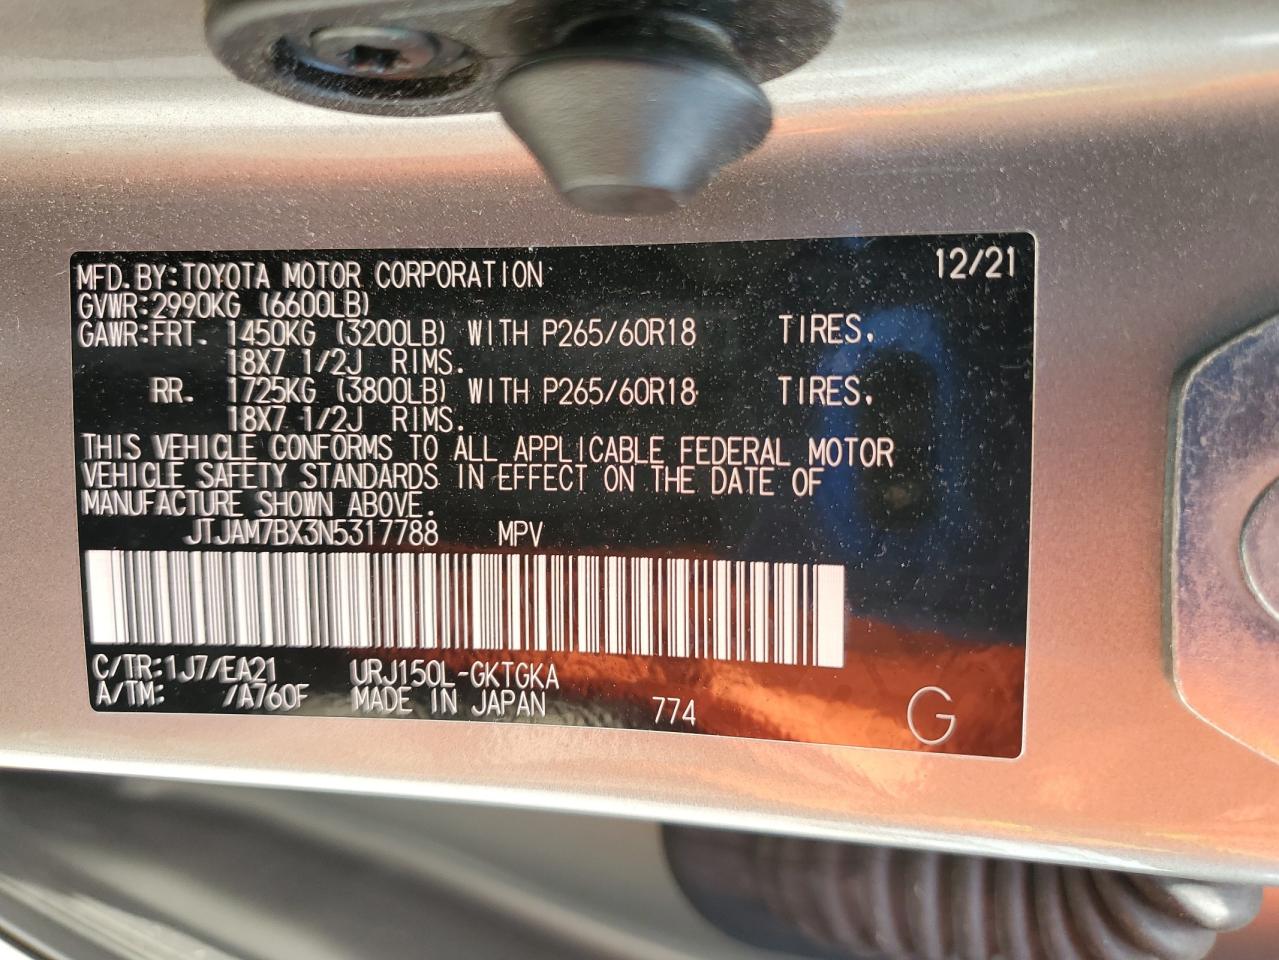 12/21
MFD.BY:TOYOTA MOTOR CORPORATION
GVWR:2990KG (6600LB)
GAWR:FRT. 1450KG (3200LB) WITH P265/60R18 TIRES,
18X7 1/2J RIMS.
RR. 1725KG (3800LB) WITH P265/60R18 TIRES,
18X7 1/2J RIMS.
THIS VEHICLE CONFORMS TO ALL APPLICABLE FEDERAL MOTOR
VEHICLE SAFETY STANDARDS IN EFFECT ON THE DATE OF
MANUFACTURE SHOWN ABOVE.
JTJAM7BX3N5317788 MPV
C/TR:1J7/EA21 URJ150L-GKTGKA
A/TM: /A760F MADE IN JAPAN 774 G